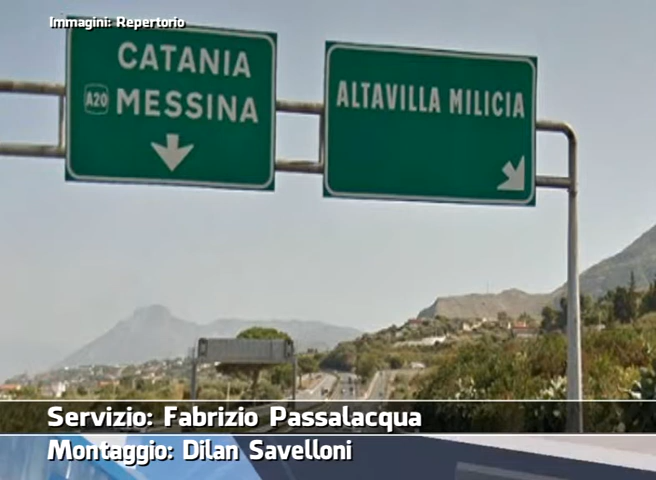 Immagini: Repertorio
CATANIA
A20 MESSINA
ALTAVILLA MILICIA
Servizio: Fabrizio Passalacqua
Montaggio: Dilan Savelloni